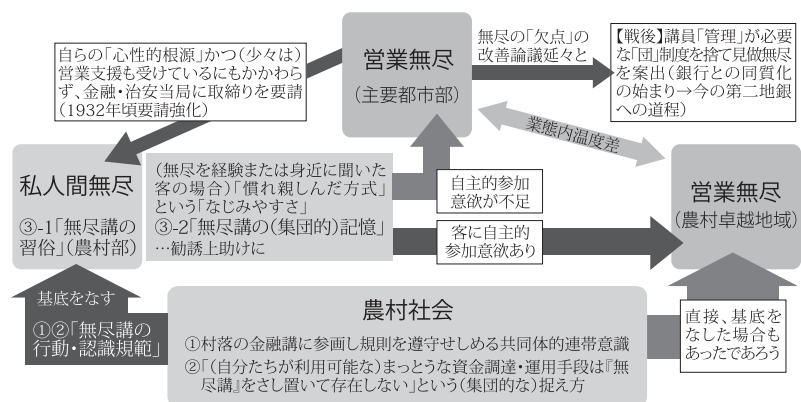 自らの「心性的根源」かつ（少々は）
営業支援も受けているにもかかわら
ず、金融・治安当局に取締りを要請
（1932年頃要請強化）
営業無尽
（主要都市部）
無尽の「欠点」の
改善論議延々と
【戦後】講員「管理」が必要
な「団」制度を捨て見做無尽
を案出（銀行との同質化
の始まり→今の第二地銀
への道程）
業態内温度差
私人間無尽
③-1「無尽講の
習俗」（農村部）
（無尽を経験または身近に聞いた
客の場合）「慣れ親しんだ方式」
という「なじみやすさ」
③-2「無尽講の（集団的）記憶」
…勧誘上助けに
自主的参加
意欲が不足
客に自主的
参加意欲あり
営業無尽
（農村卓越地域）
基底をなす
①②「無尽講の
行動・認識規範」
農村社会
①村落の金融講に参画し規則を遵守せしめる共同体的連帯意識
②「（自分たちが利用可能な）まっとうな資金調達・運用手段は『無
尽講』をさし置いて存在しない」という（集団的な）捉え方
直接、基底を
なした場合も
あったであろう